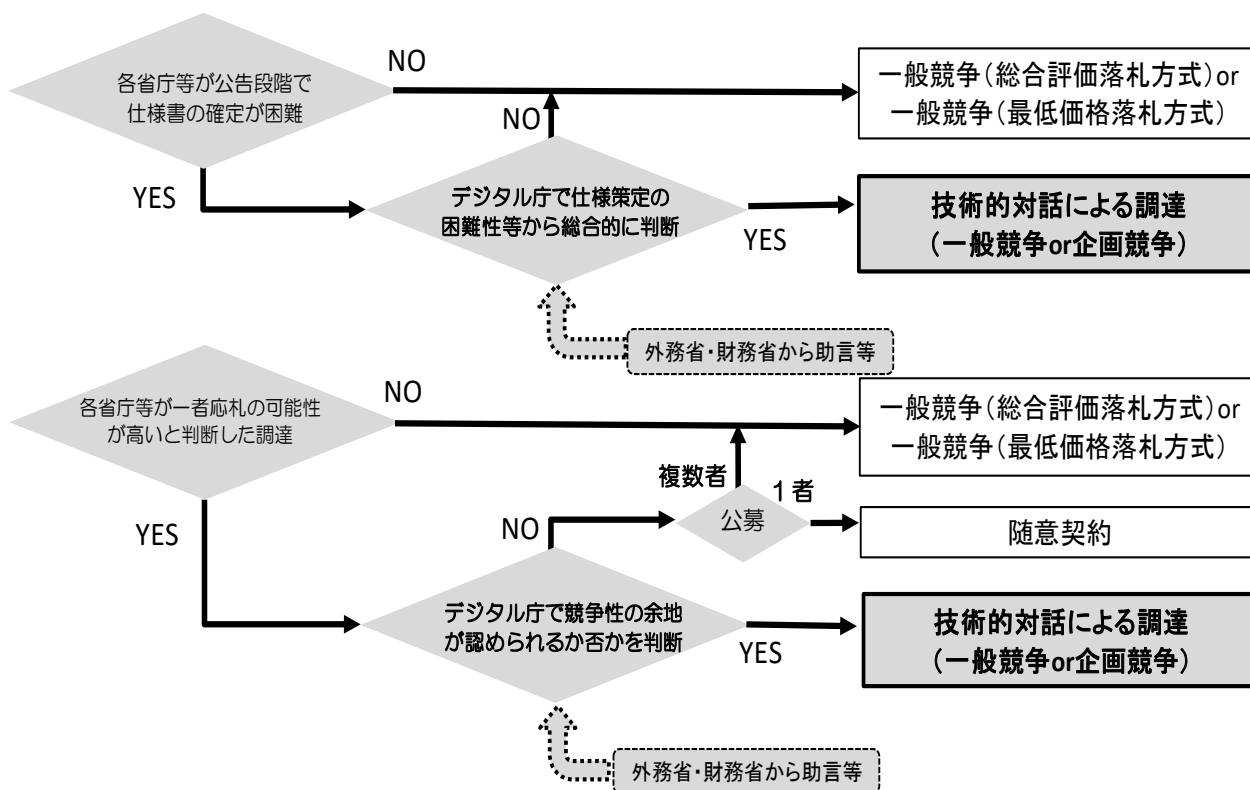 各省庁等が公告段階で
仕様書の確定が困難
NO
一般競争(総合評価落札方式)or
一般競争(最低価格落札方式)
NO
YES
デジタル庁で仕様策定の
困難性等から総合的に判断
YES
技術的対話による調達
(一般競争or企画競争)
外務省・財務省から助言等
各省庁等が一者応札の可能性
が高いと判断した調達
NO
一般競争(総合評価落札方式)or
一般競争(最低価格落札方式)
複数者
1者
公募
随意契約
YES
NO
デジタル庁で競争性の余地
が認められるか否かを判断
YES
技術的対話による調達
(一般競争or企画競争)
外務省・財務省から助言等